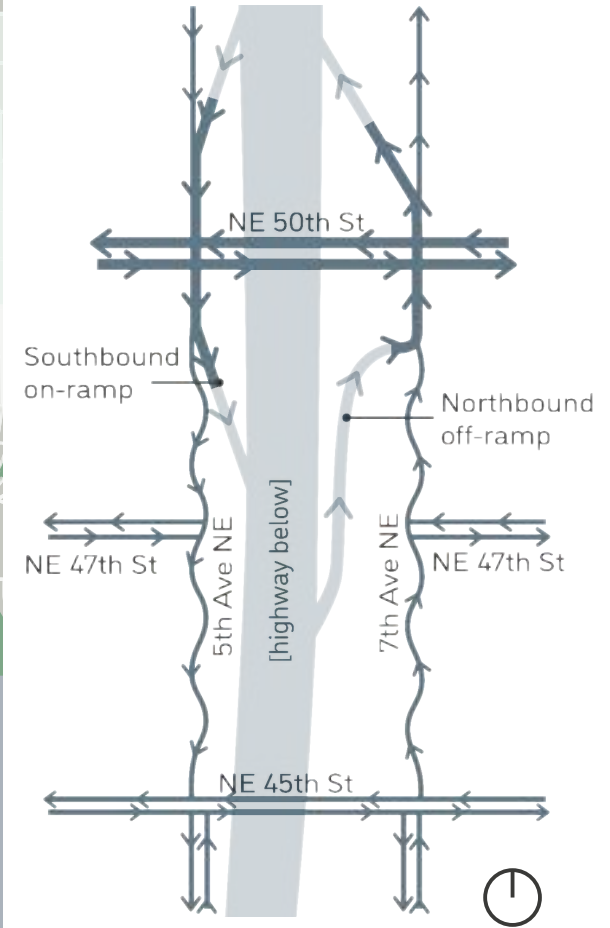 NE 50th St
Southbound
on-ramp
Northbound
off-ramp
[highway below]
5th Ave NE
7th Ave NE
NE 47th St
NE 47th St
NE 45th St